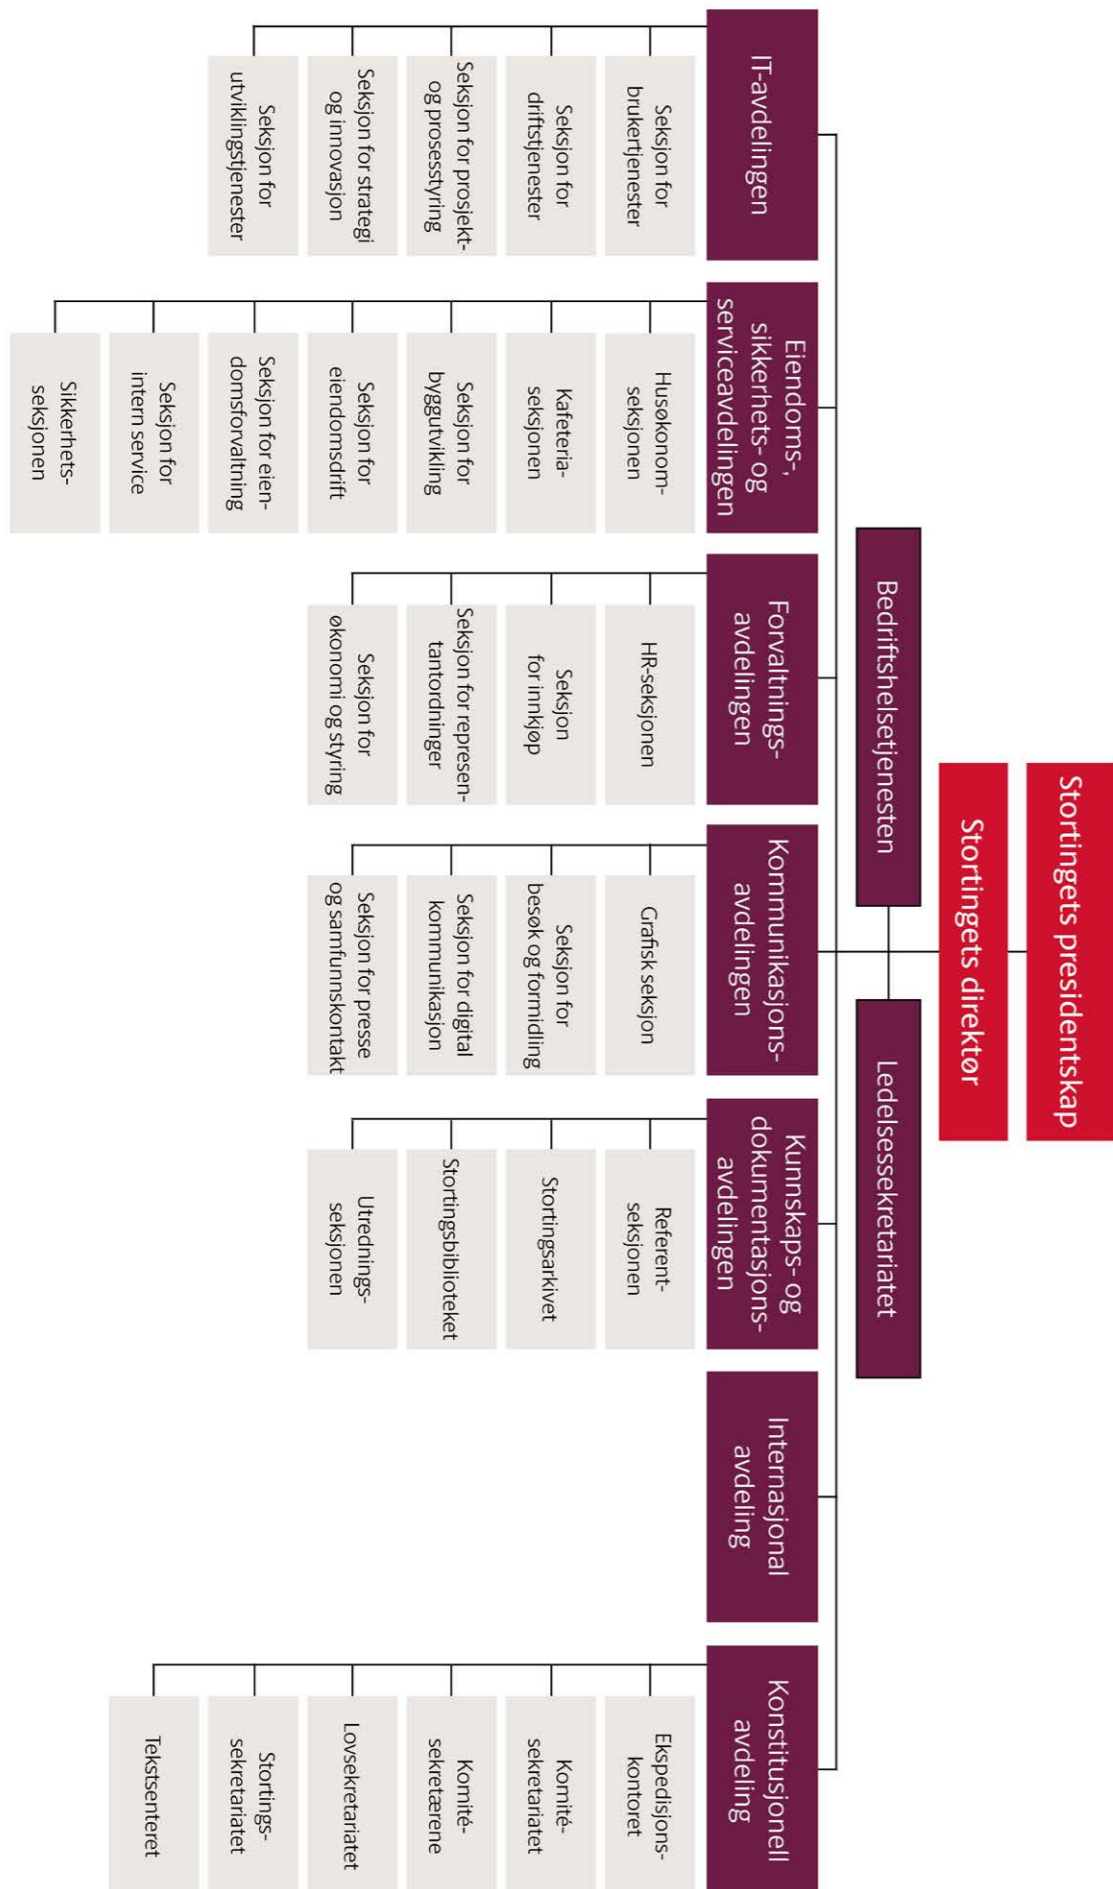 Stortingets presidentskap
Stortingets direktør
Bedriftshelsetjenesten
Ledelsessekretariatet
IT-avdelingen
Seksjon for
brukertjenester
Seksjon for
driftstjenester
Seksjon for prosjekt-
og prosesstyring
Seksjon for strategi
og innovasjon
Seksjon for
utviklingstjenester
Eiendoms-,
sikkerhets- og
serviceavdelingen
Husøkonom-
seksjonen
Kafeteria-
seksjonen
Seksjon for
byggutvikling
Seksjon for
eiendomsdrift
Seksjon for eien-
domsforvaltning
Seksjon for
intern service
Sikkerhets-
seksjonen
Forvaltnings-
avdelingen
HR-seksjonen
Seksjon
for innkjøp
Seksjon for represen-
tantordninger
Seksjon for
økonomi og styring
Kommunikasjons-
avdelingen
Grafisk seksjon
Seksjon for
besøk og formidling
Seksjon for digital
kommunikasjon
Seksjon for presse
og samfunnskontakt
Kunnskaps- og
dokumentasjons-
avdelingen
Referent-
seksjonen
Stortingsarkivet
Stortingsbiblioteket
Utrednings-
seksjonen
Internasjonal
avdeling
Konstitusjonell
avdeling
Ekspedisjons-
kontoret
Komité-
sekretariatet
Komité-
sekretærene
Lovsekretariatet
Stortings-
sekretariatet
Tekstsenteret